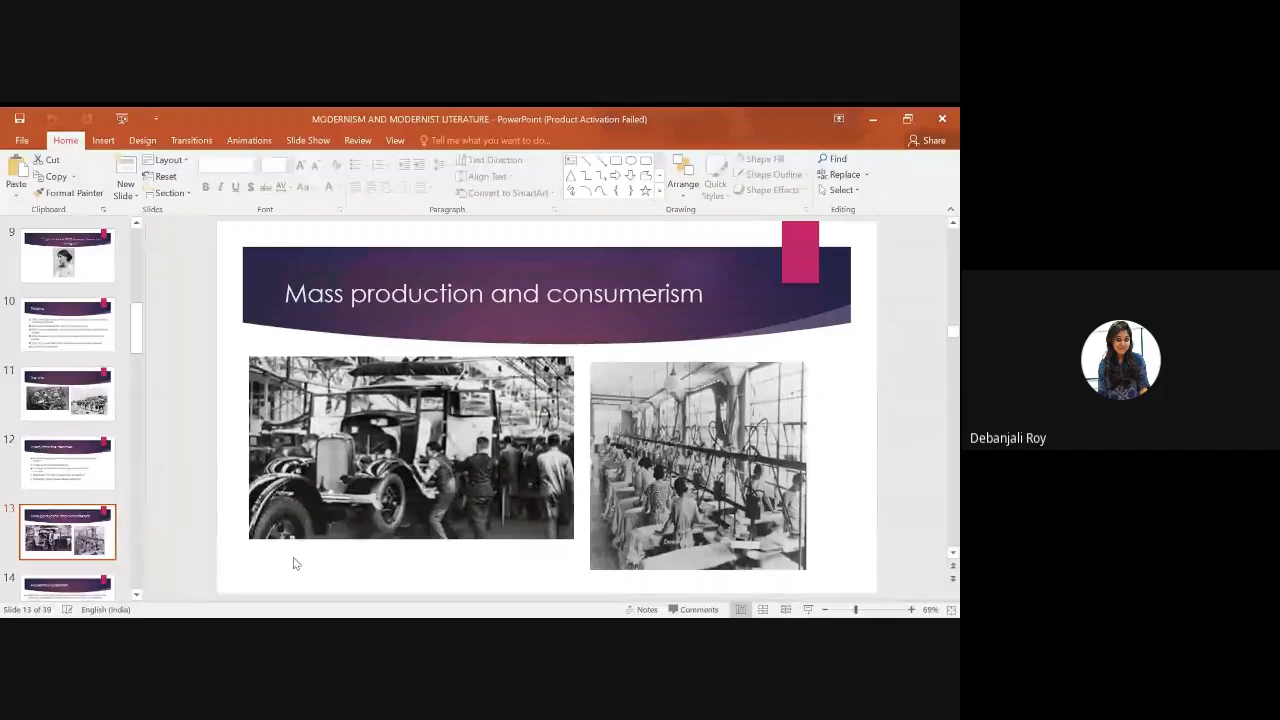 MODERNISM AND MODERNIST LITERATURE - PowerPoint (Product Activation Failed)
File Home Insert Design Transitions Animations Slide Show Review View Tell me what you want to do... Share
Paste
Cut
Copy
Format Painter
Clipboard
New
Slide
Layout
Reset
Section
Slides
B I U S abc AV Aa A
Font
Text Direction
Align Text
Convert to SmartArt
Paragraph
Arrange
Quick
Styles
Shape Fill
Shape Outline
Shape Effects
Drawing
Find
Replace
Select
Editing
9
10
11
12
13
14
Mass production and consumerism
Debanjali Roy
Slide 13 of 39 English (India) Notes Comments 69%